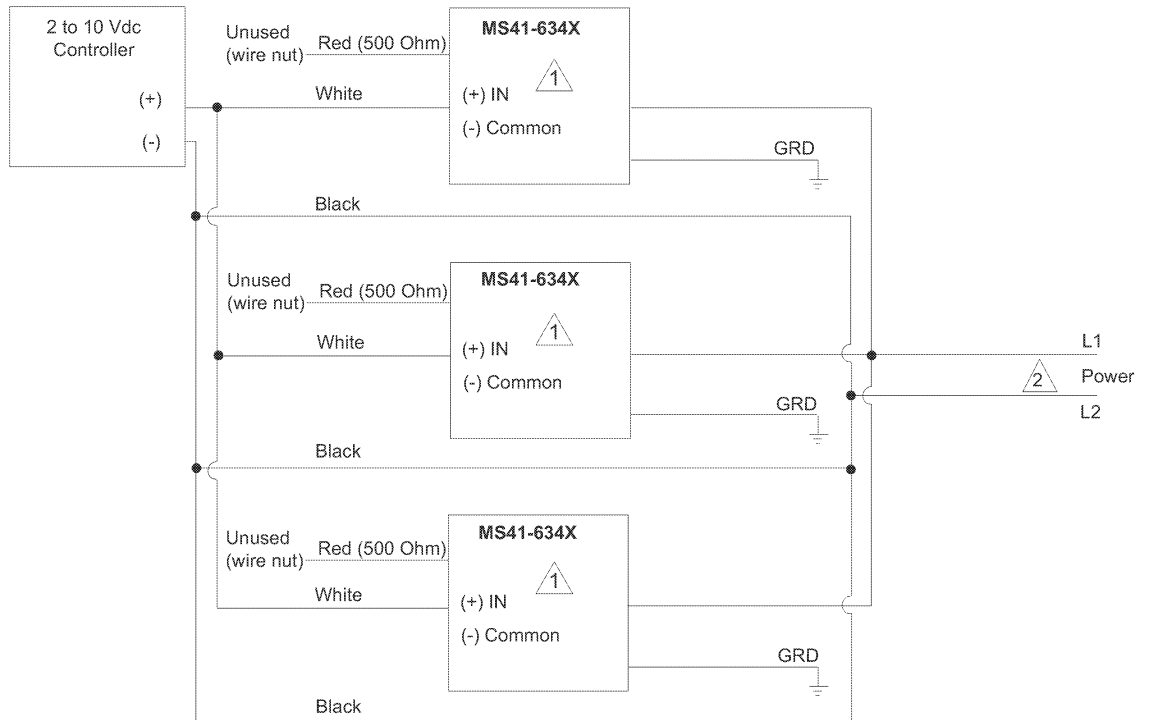 2 to 10 Vdc
Controller
(+)
(-)
Unused
(wire nut)
Red (500 Ohm)
White
MS41-634X
1
(+) IN
(-) Common
GRD
Black
Unused
(wire nut)
Red (500 Ohm)
White
MS41-634X
1
(+) IN
(-) Common
GRD
L1
2
Power
L2
Black
Unused
(wire nut)
Red (500 Ohm)
White
MS41-634X
1
(+) IN
(-) Common
GRD
Black